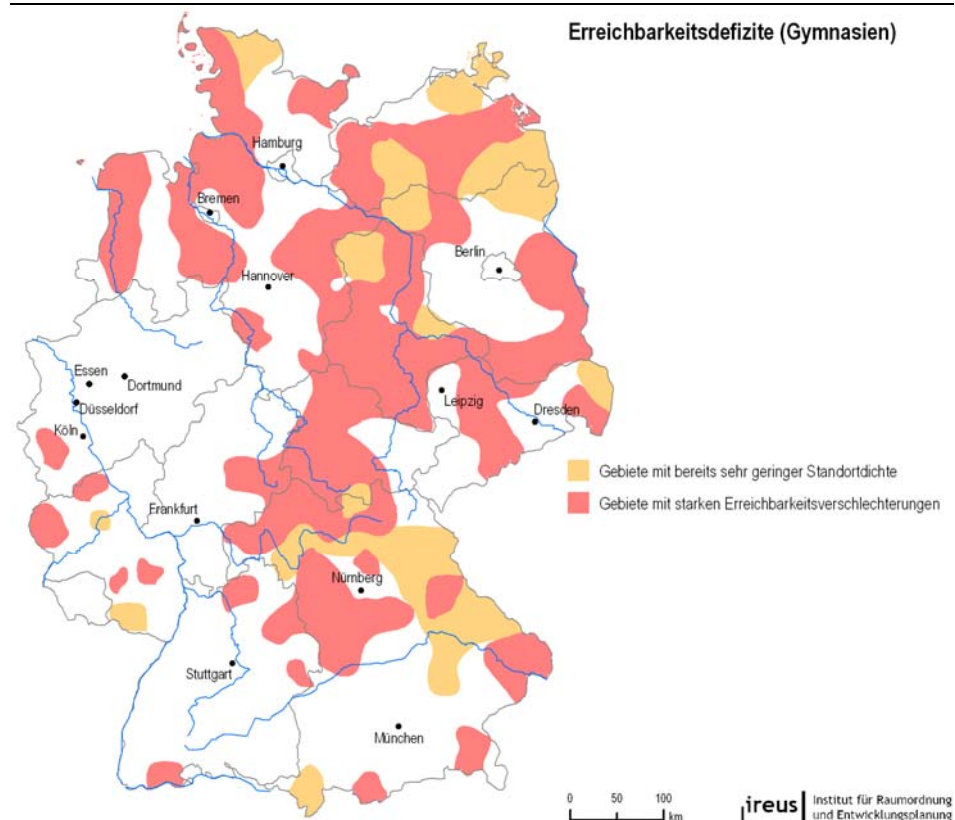 Erreichbarkeitsdefizite (Gymnasien)
Hamburg
Bremen
Berlin
Hannover
Essen
Dortmund
Düsseldorf
Leipzig
Köln
Dresden
Gebiete mit bereits sehr geringer Standortdichte
Gebiete mit starken Erreichbarkeitsverschlechterungen
Frankfurt
Nürnberg
Stuttgart
München
0 50 100
km
ireus
Institut für Raumordnung
und Entwicklungsplanung